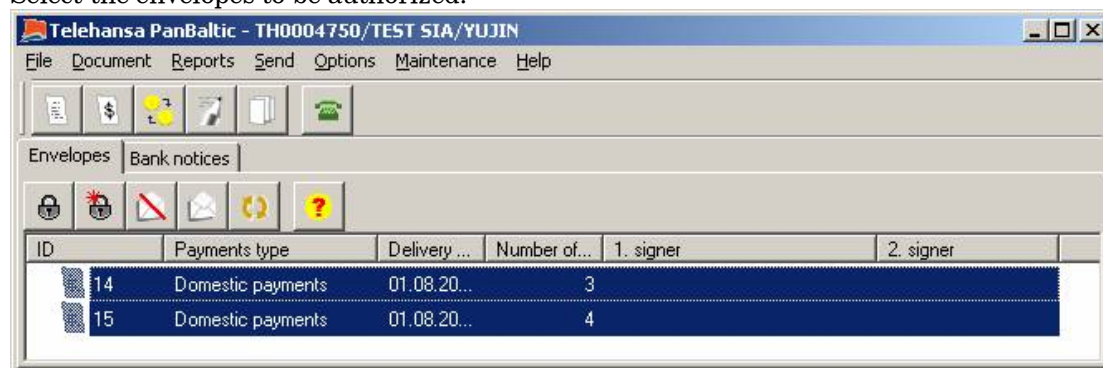 Select the envelopes to be authorized.
Telehansa PanBaltic - TH0004750/TEST SIA/YUJIN
File Document Reports Send Options Maintenance Help
Envelopes Bank notices
ID Payments type Delivery ... Number of... 1. signer 2. signer
14 Domestic payments 01.08.20... 3
15 Domestic payments 01.08.20... 4